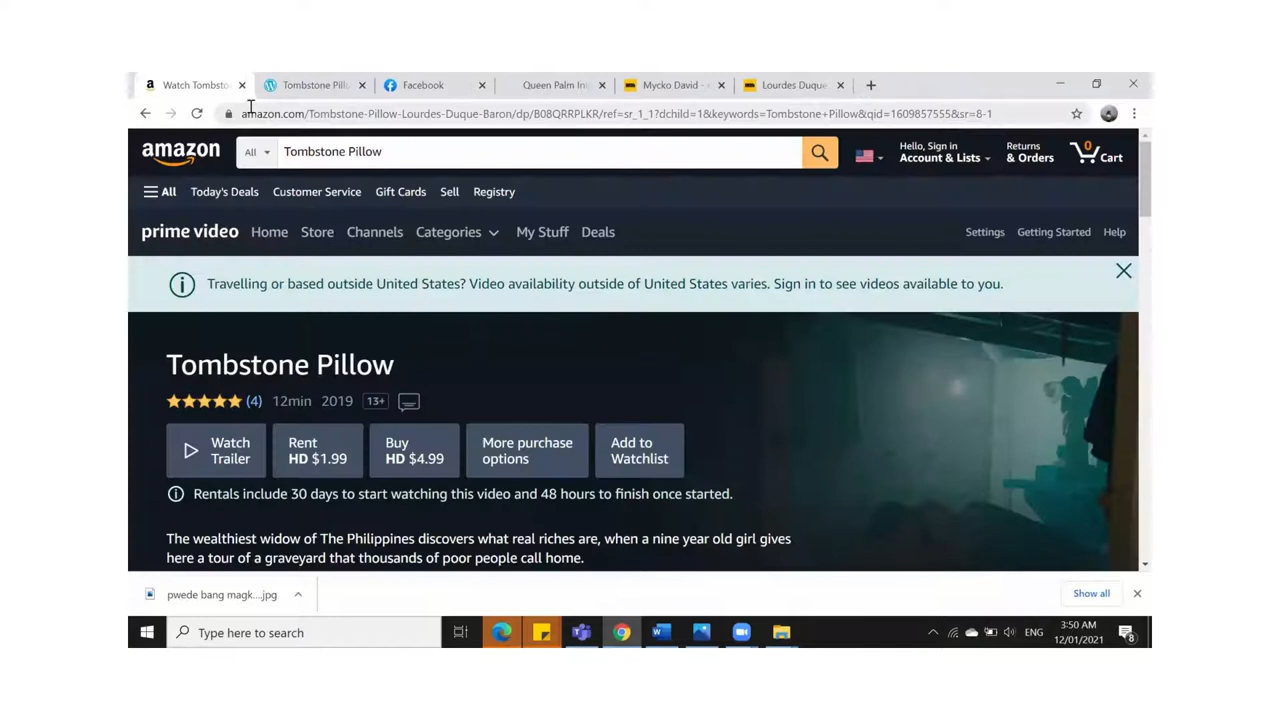 Watch Tombsto
Tombstone Pill
Facebook
Queen Palm Int
Mycko David -
Lourdes Duque
amazon.com/Tombstone-Pillow-Lourdes-Duque-Baron/dp/B08QRRPLKR/ref=sr_1_1?dchild=1&keywords=Tombstone+Pillow&qid=1609857555&sr=8-1
amazon
All
Tombstone Pillow
Hello, Sign in
Account & Lists
Returns
& Orders
0
Cart
All
Today's Deals
Customer Service
Gift Cards
Sell
Registry
prime video
Home
Store
Channels
Categories
My Stuff
Deals
Settings
Getting Started
Help
Travelling or based outside United States? Video availability outside of United States varies. Sign in to see videos available to you.
Tombstone Pillow
(4) 12min 2019 13+
Watch
Trailer
Rent
HD $1.99
Buy
HD $4.99
More purchase
options
Add to
Watchlist
Rentals include 30 days to start watching this video and 48 hours to finish once started.
The wealthiest widow of The Philippines discovers what real riches are, when a nine year old girl gives
here a tour of a graveyard that thousands of poor people call home.
pwede bang magk....jpg
Show all
Type here to search
ENG
3:50 AM
12/01/2021
8